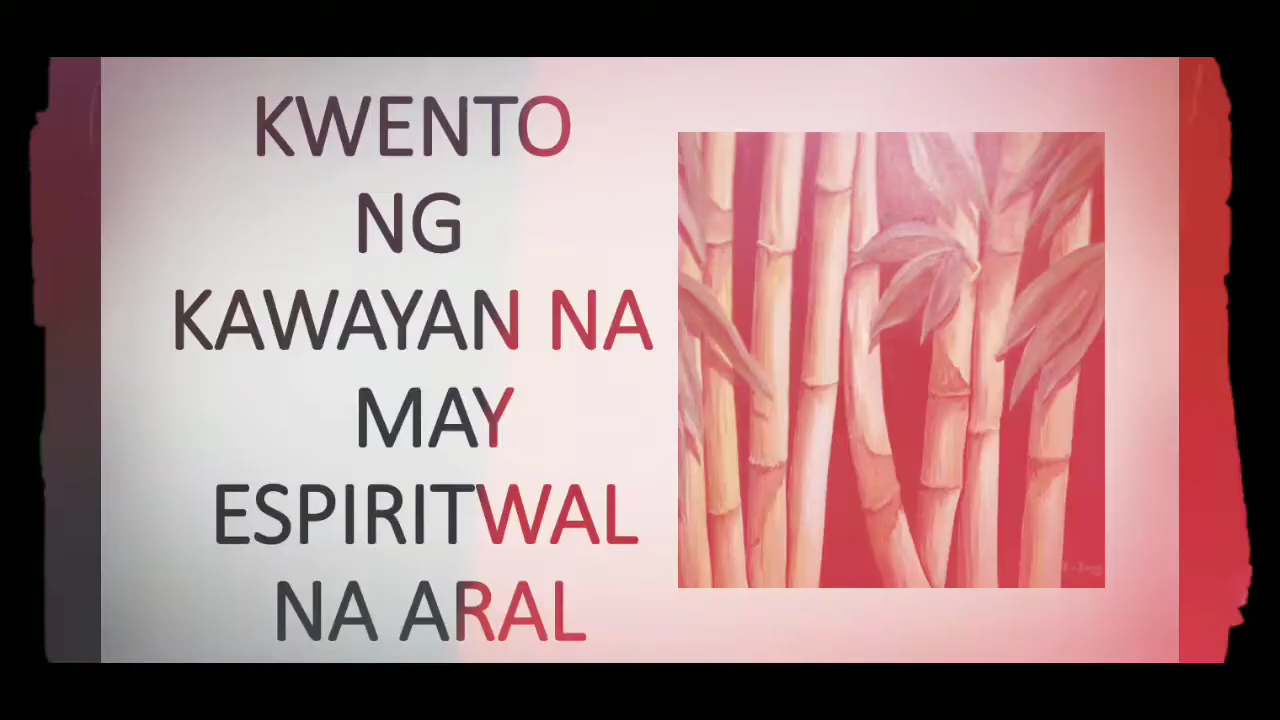 KWENTO
NG
KAWAYAN NA
MAY
ESPIRITWAL
NA ARAL